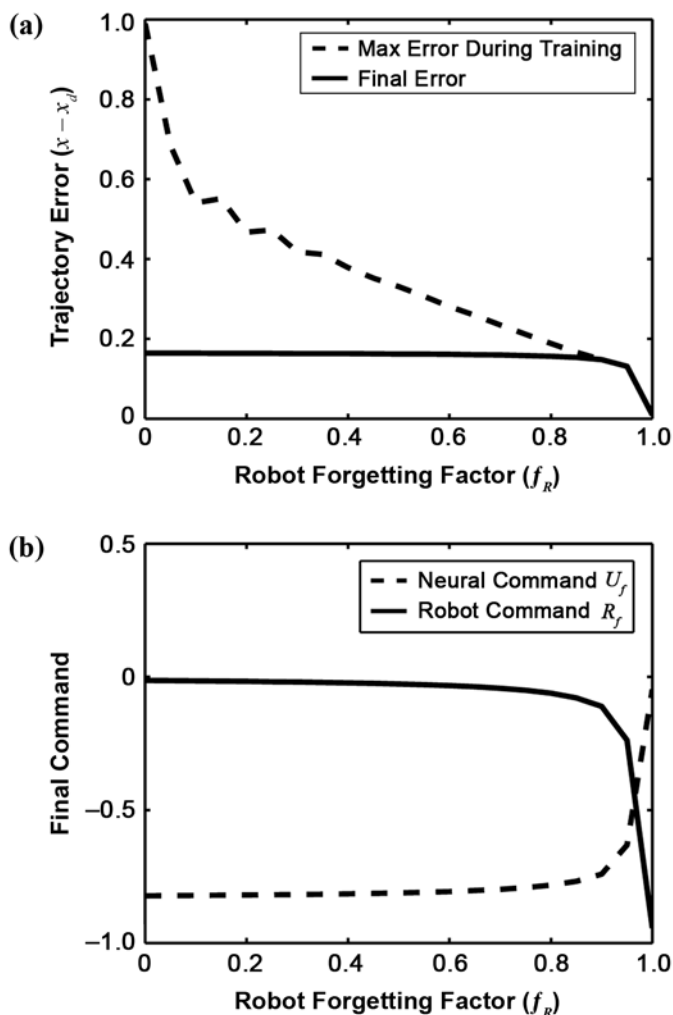 (a)
Trajectory Error (x − x_d)
1.0
0.8
0.6
0.4
0.2
0
Max Error During Training
Final Error
0 0.2 0.4 0.6 0.8 1.0
Robot Forgetting Factor (f_R)
(b)
Final Command
0.5
0
−0.5
−1.0
Neural Command U_f
Robot Command R_f
0 0.2 0.4 0.6 0.8 1.0
Robot Forgetting Factor (f_R)